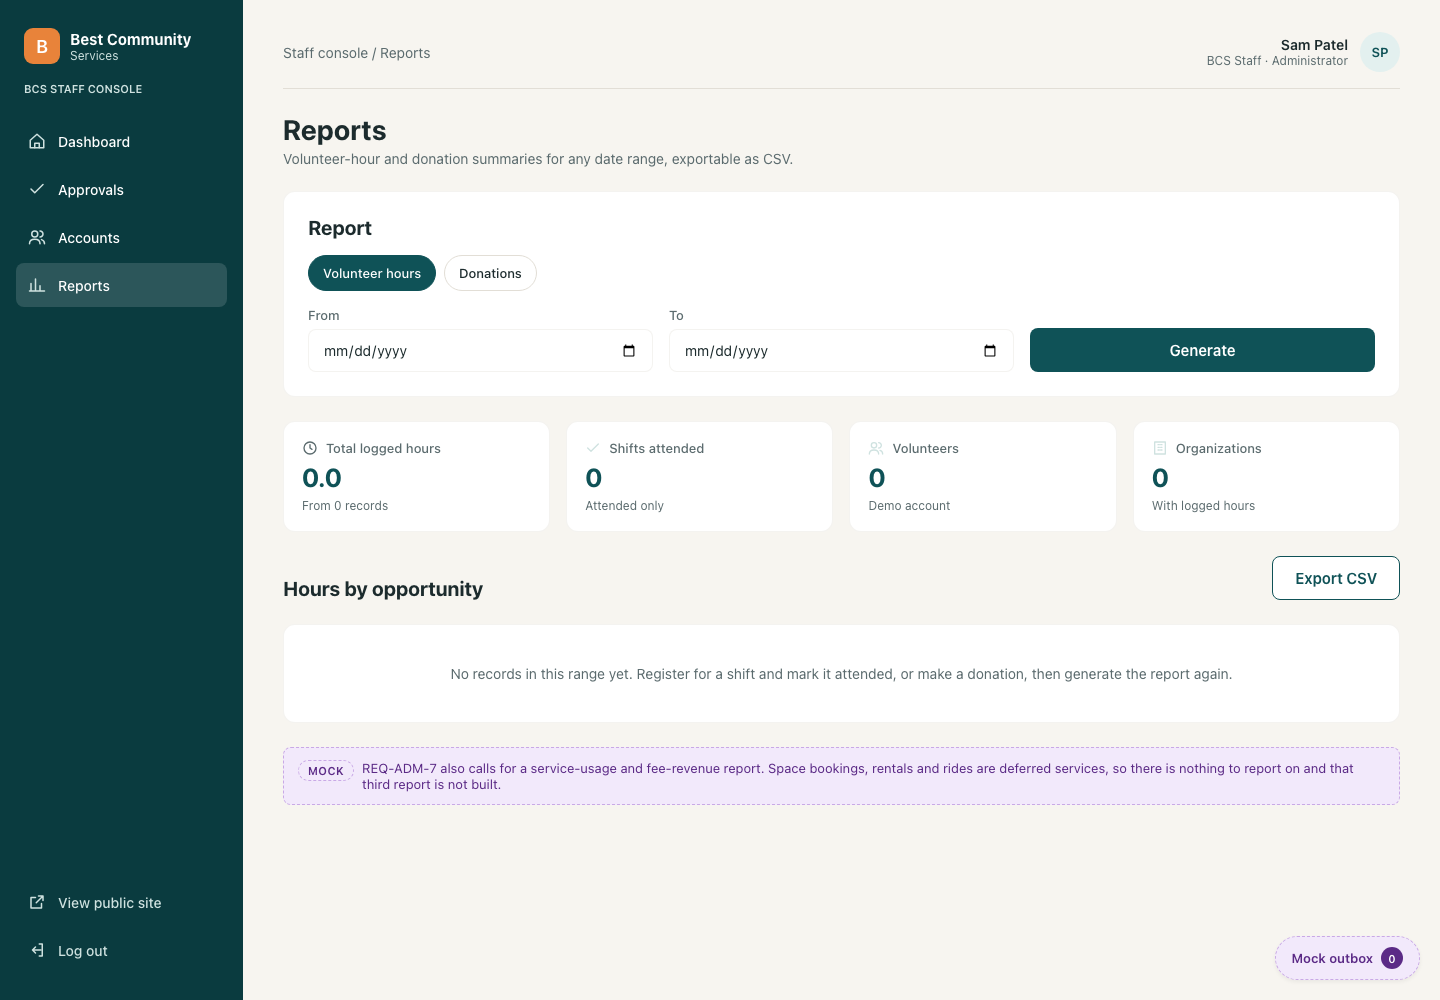 B
Best Community
Services
BCS STAFF CONSOLE
Dashboard
Approvals
Accounts
Reports
View public site
Log out
Staff console / Reports
Sam Patel
BCS Staff · Administrator
SP
Reports
Volunteer-hour and donation summaries for any date range, exportable as CSV.
Report
Volunteer hours
Donations
From
To
mm/dd/yyyy
mm/dd/yyyy
Generate
Total logged hours
0.0
From 0 records
Shifts attended
0
Attended only
Volunteers
0
Demo account
Organizations
0
With logged hours
Hours by opportunity
Export CSV
No records in this range yet. Register for a shift and mark it attended, or make a donation, then generate the report again.
MOCK
REQ-ADM-7 also calls for a service-usage and fee-revenue report. Space bookings, rentals and rides are deferred services, so there is nothing to report on and that
third report is not built.
Mock outbox 0